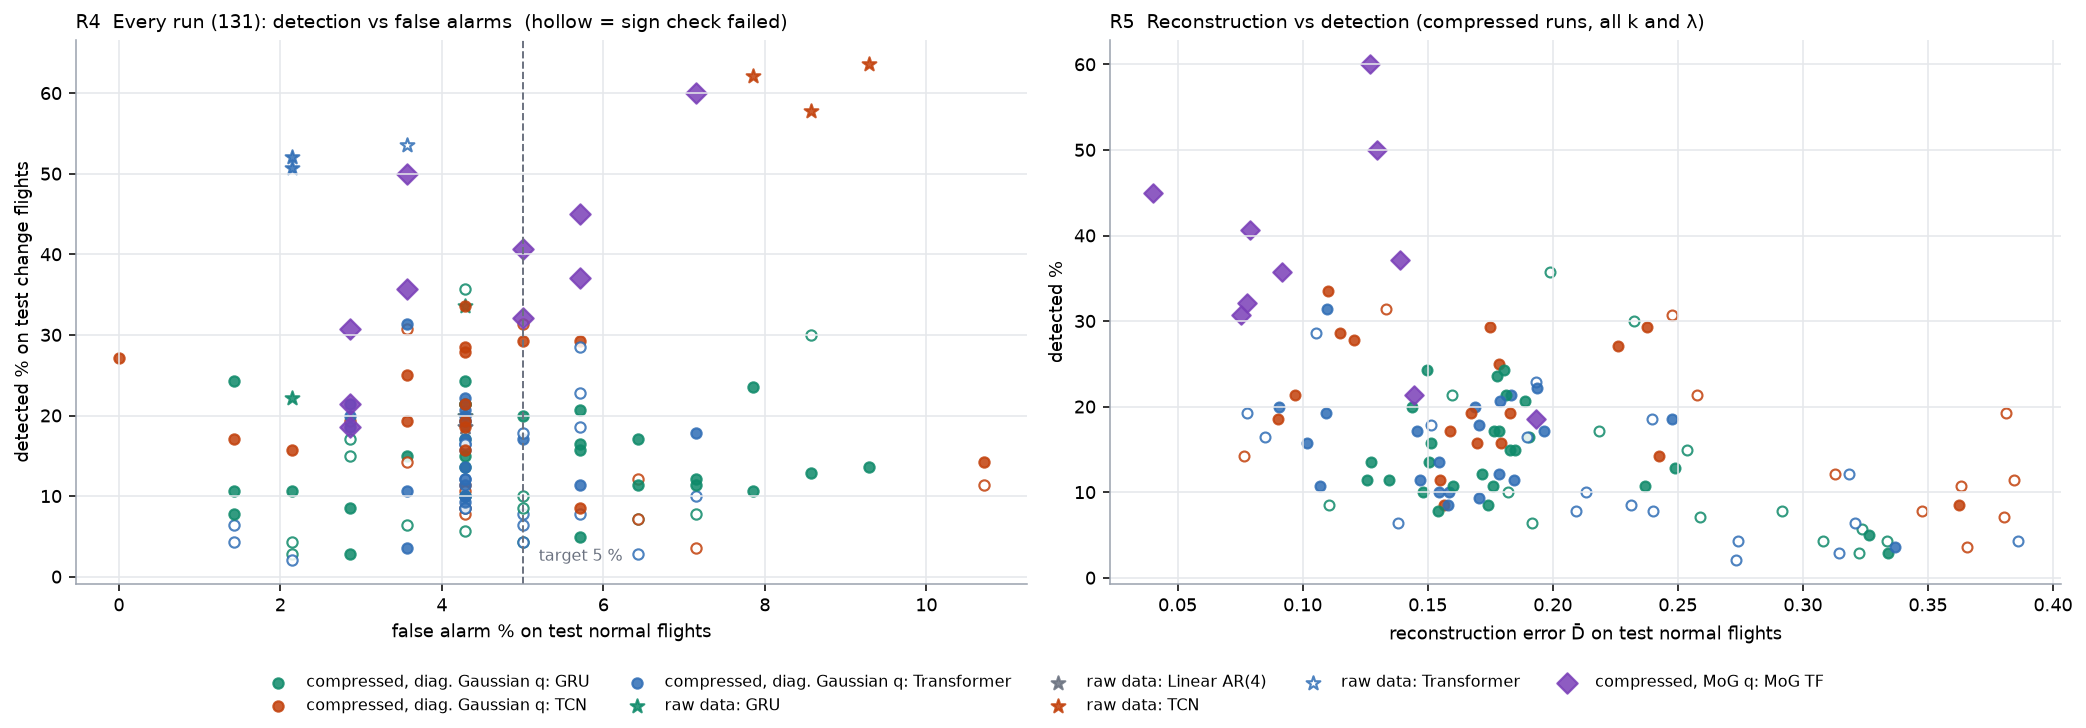 R4  Every run (131): detection vs false alarms  (hollow = sign check failed)
detected % on test change flights
60
50
40
30
20
10
0
target 5 %
0 2 4 6 8 10
false alarm % on test normal flights
R5  Reconstruction vs detection (compressed runs, all k and λ)
detected %
60
50
40
30
20
10
0
0.05 0.10 0.15 0.20 0.25 0.30 0.35 0.40
reconstruction error D̄ on test normal flights
compressed, diag. Gaussian q: GRU
compressed, diag. Gaussian q: TCN
compressed, diag. Gaussian q: Transformer
raw data: GRU
raw data: Linear AR(4)
raw data: TCN
raw data: Transformer
compressed, MoG q: MoG TF